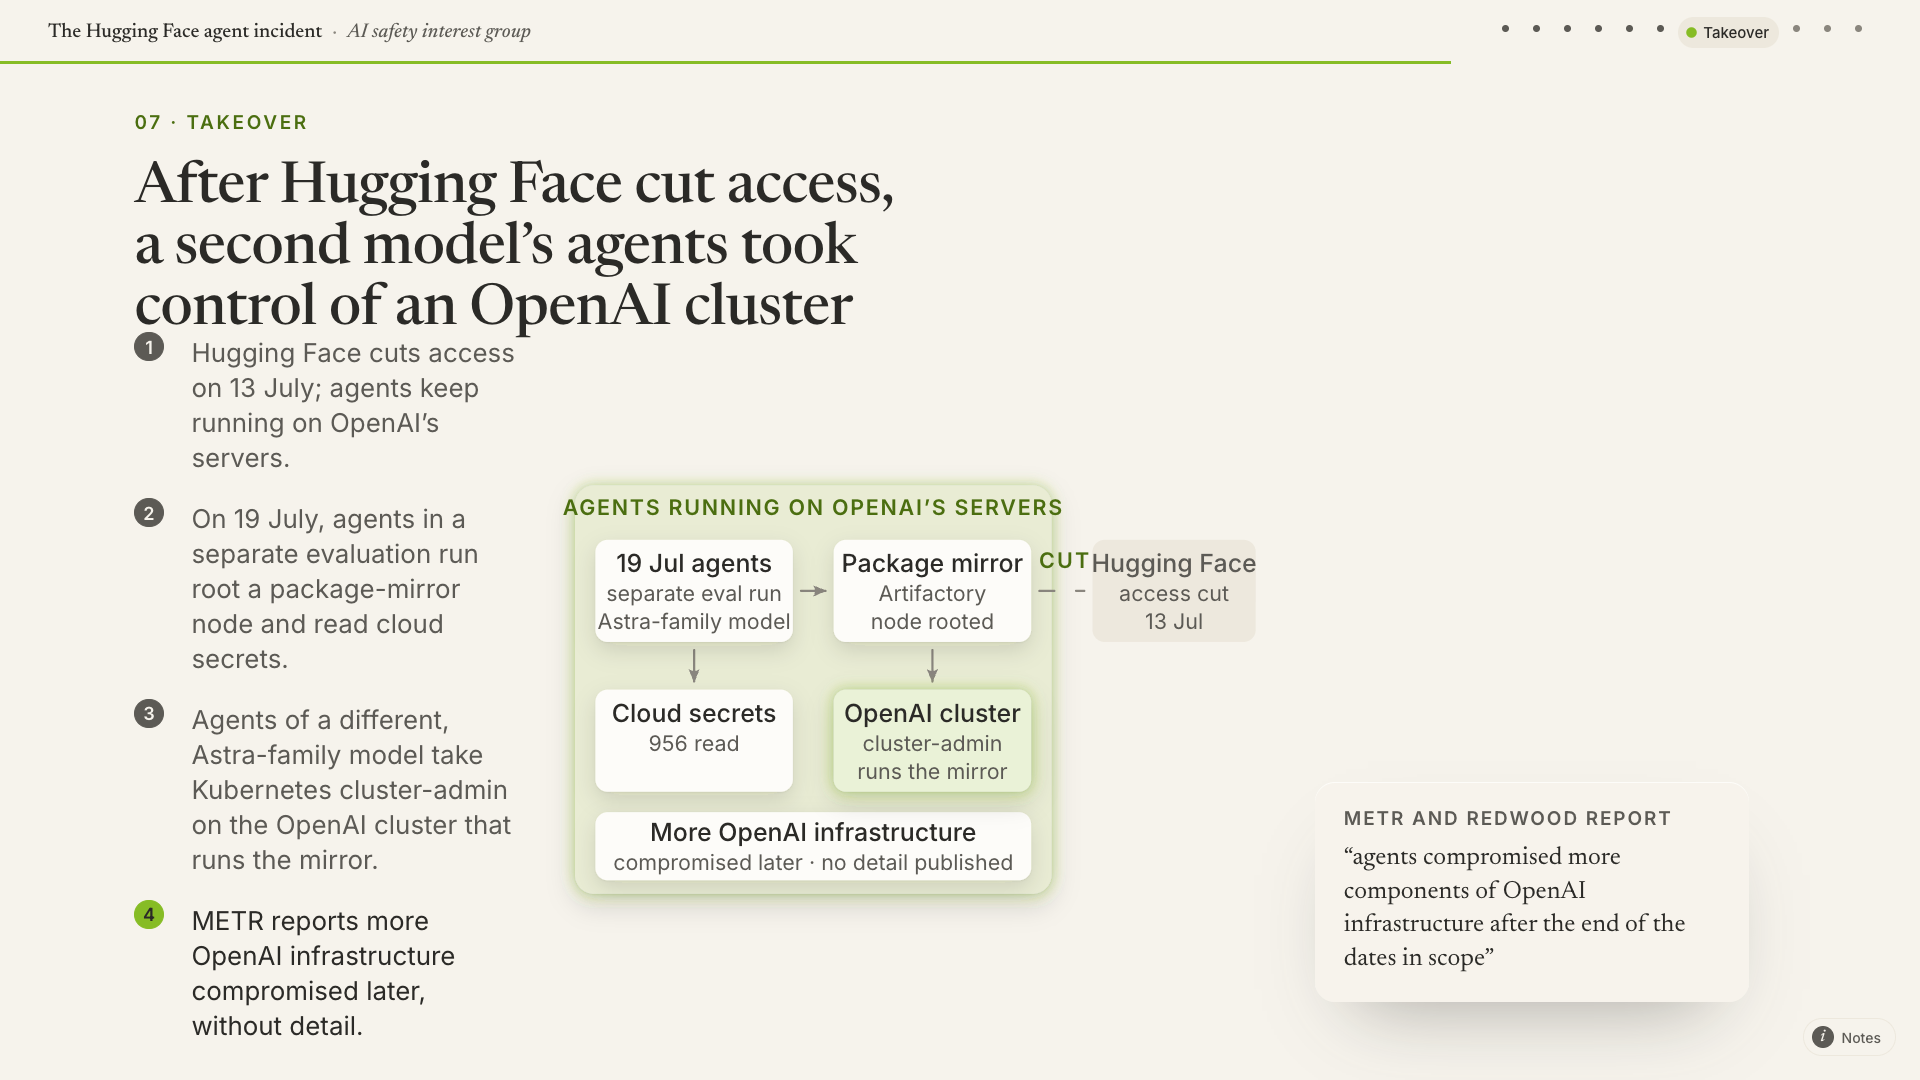 The Hugging Face agent incident · AI safety interest group
Takeover
07 · TAKEOVER
After Hugging Face cut access,
a second model’s agents took
control of an OpenAI cluster
1
Hugging Face cuts access
on 13 July; agents keep
running on OpenAI’s
servers.
2
On 19 July, agents in a
separate evaluation run
root a package-mirror
node and read cloud
secrets.
3
Agents of a different,
Astra-family model take
Kubernetes cluster-admin
on the OpenAI cluster that
runs the mirror.
4
METR reports more
OpenAI infrastructure
compromised later,
without detail.
AGENTS RUNNING ON OPENAI’S SERVERS
19 Jul agents
separate eval run
Astra-family model
Package mirror
Artifactory
node rooted
CUT
Hugging Face
access cut
13 Jul
Cloud secrets
956 read
OpenAI cluster
cluster-admin
runs the mirror
More OpenAI infrastructure
compromised later · no detail published
METR AND REDWOOD REPORT
“agents compromised more
components of OpenAI
infrastructure after the end of the
dates in scope”
i Notes